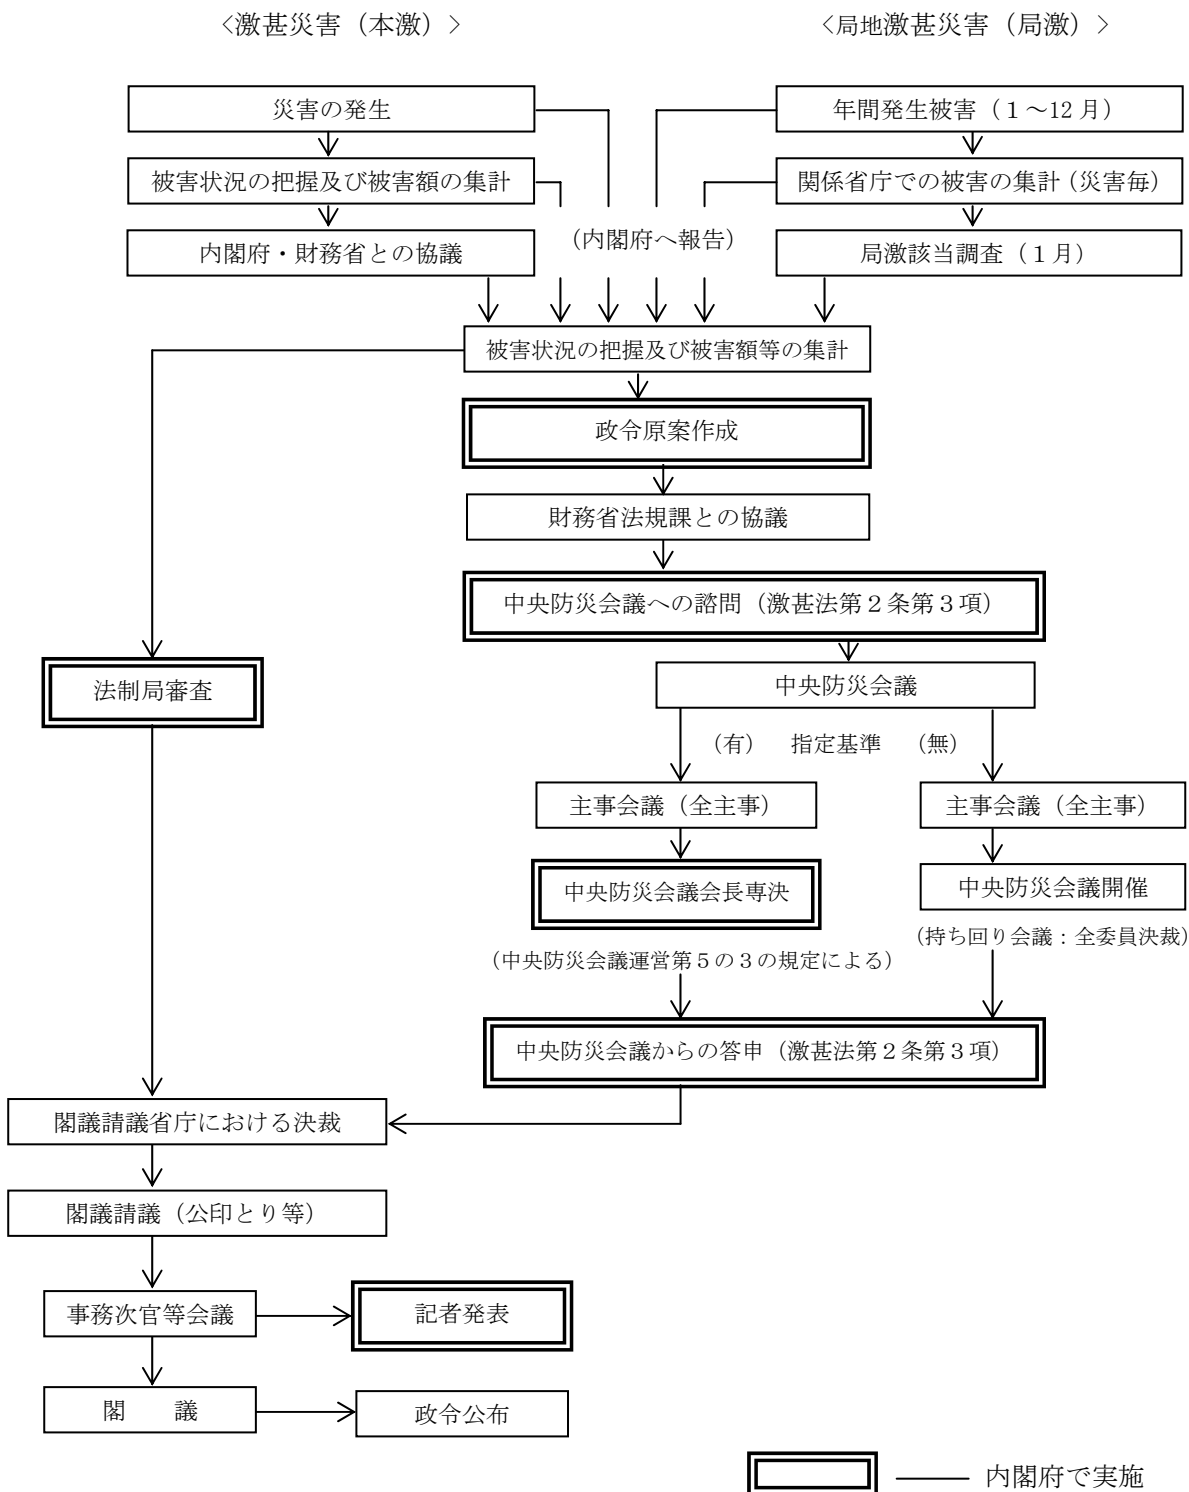 <激甚災害(本激)>
<局地激甚災害(局激)>
災害の発生
年間発生被害(1~12月)
被害状況の把握及び被害額の集計
関係省庁での被害の集計(災害毎)
(内閣府へ報告)
内閣府・財務省との協議
局激該当調査(1月)
被害状況の把握及び被害額等の集計
政令原案作成
財務省法規課との協議
中央防災会議への諮問(激甚法第2条第3項)
法制局審査
中央防災会議
(有) 指定基準 (無)
主事会議(全主事)
主事会議(全主事)
中央防災会議会長専決
中央防災会議開催
(持ち回り会議:全委員決裁)
(中央防災会議運営第5の3の規定による)
中央防災会議からの答申(激甚法第2条第3項)
閣議請議省庁における決裁
閣議請議(公印とり等)
事務次官等会議
記者発表
閣 議
政令公布
内閣府で実施